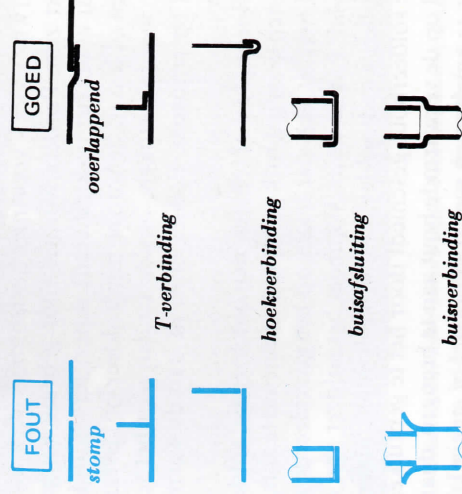 FOUT
GOED
stomp
overlappend
T-verbinding
hoekverbinding
buisafsluiting
buisverbinding